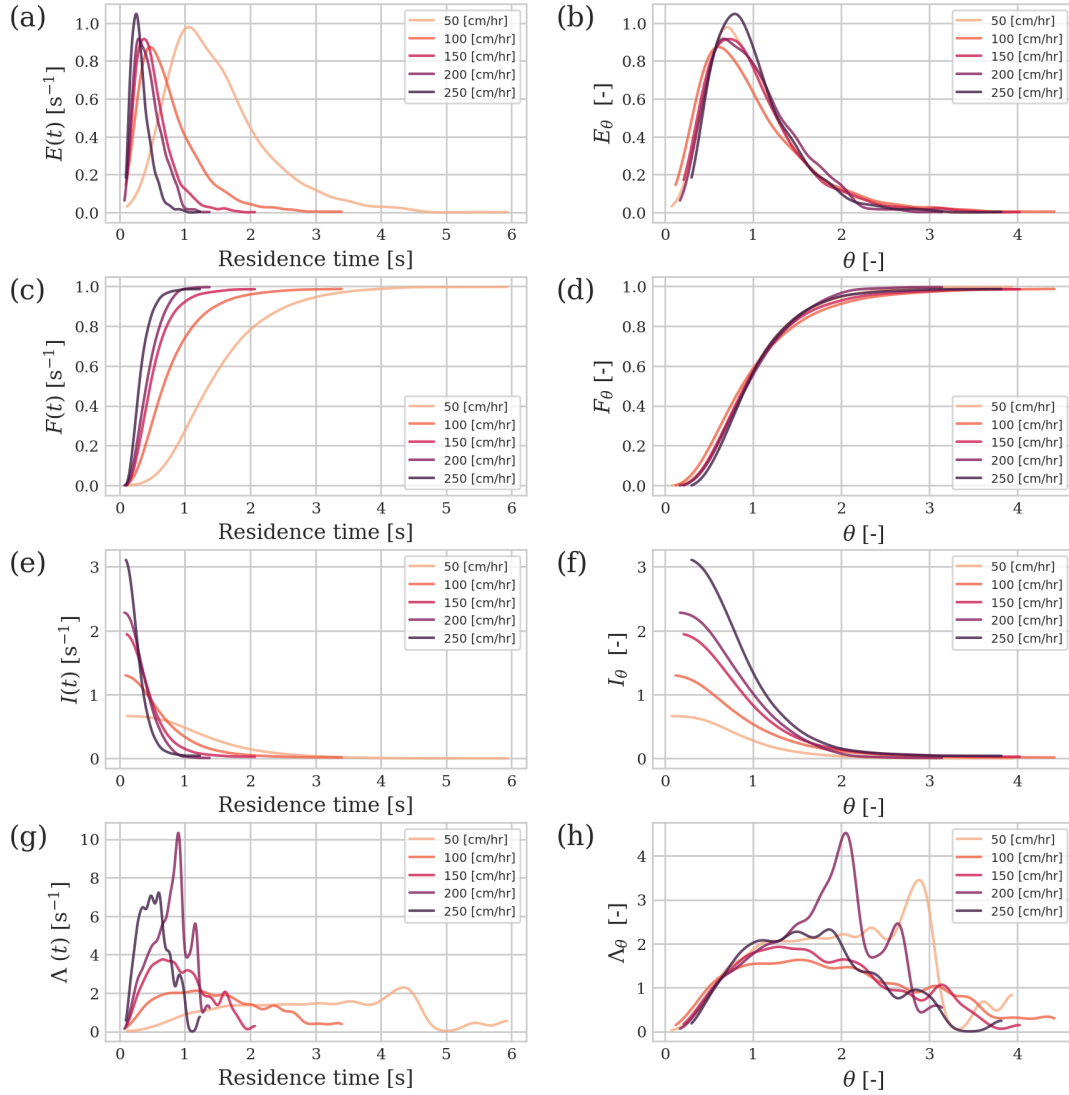 (a)
E(t) [s⁻¹]
1.0
0.8
0.6
0.4
0.2
0.0
50 [cm/hr]
100 [cm/hr]
150 [cm/hr]
200 [cm/hr]
250 [cm/hr]
0 1 2 3 4 5 6
Residence time [s]
(b)
E_θ [-]
1.0
0.8
0.6
0.4
0.2
0.0
50 [cm/hr]
100 [cm/hr]
150 [cm/hr]
200 [cm/hr]
250 [cm/hr]
0 1 2 3 4
θ [-]
(c)
F(t) [s⁻¹]
1.0
0.8
0.6
0.4
0.2
0.0
50 [cm/hr]
100 [cm/hr]
150 [cm/hr]
200 [cm/hr]
250 [cm/hr]
0 1 2 3 4 5 6
Residence time [s]
(d)
F_θ [-]
1.0
0.8
0.6
0.4
0.2
0.0
50 [cm/hr]
100 [cm/hr]
150 [cm/hr]
200 [cm/hr]
250 [cm/hr]
0 1 2 3 4
θ [-]
(e)
I(t) [s⁻¹]
3
2
1
0
50 [cm/hr]
100 [cm/hr]
150 [cm/hr]
200 [cm/hr]
250 [cm/hr]
0 1 2 3 4 5 6
Residence time [s]
(f)
I_θ [-]
3
2
1
0
50 [cm/hr]
100 [cm/hr]
150 [cm/hr]
200 [cm/hr]
250 [cm/hr]
0 1 2 3 4
θ [-]
(g)
Λ (t) [s⁻¹]
10
8
6
4
2
0
50 [cm/hr]
100 [cm/hr]
150 [cm/hr]
200 [cm/hr]
250 [cm/hr]
0 1 2 3 4 5 6
Residence time [s]
(h)
Λ_θ [-]
4
3
2
1
0
50 [cm/hr]
100 [cm/hr]
150 [cm/hr]
200 [cm/hr]
250 [cm/hr]
0 1 2 3 4
θ [-]